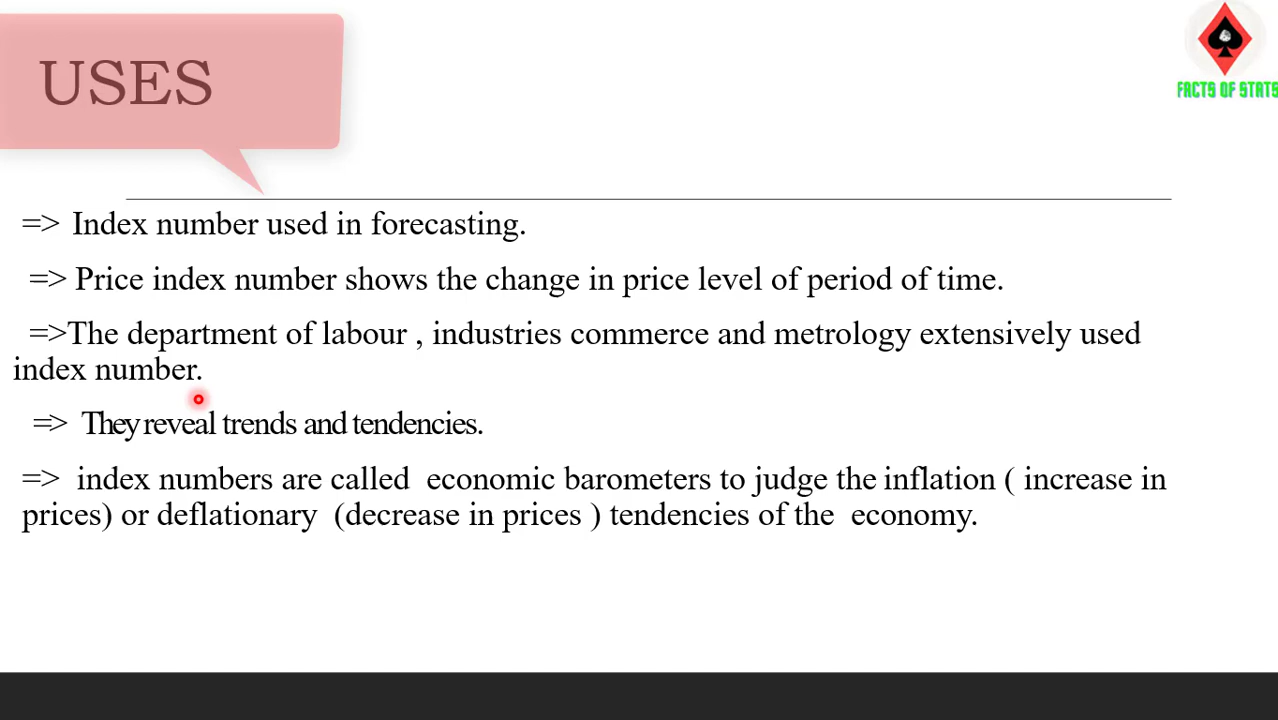 USES
FACTS OF STATS
=> Index number used in forecasting.
=> Price index number shows the change in price level of period of time.
=>The department of labour , industries commerce and metrology extensively used
index number.
=> They reveal trends and tendencies.
=> index numbers are called economic barometers to judge the inflation ( increase in
prices) or deflationary (decrease in prices ) tendencies of the economy.